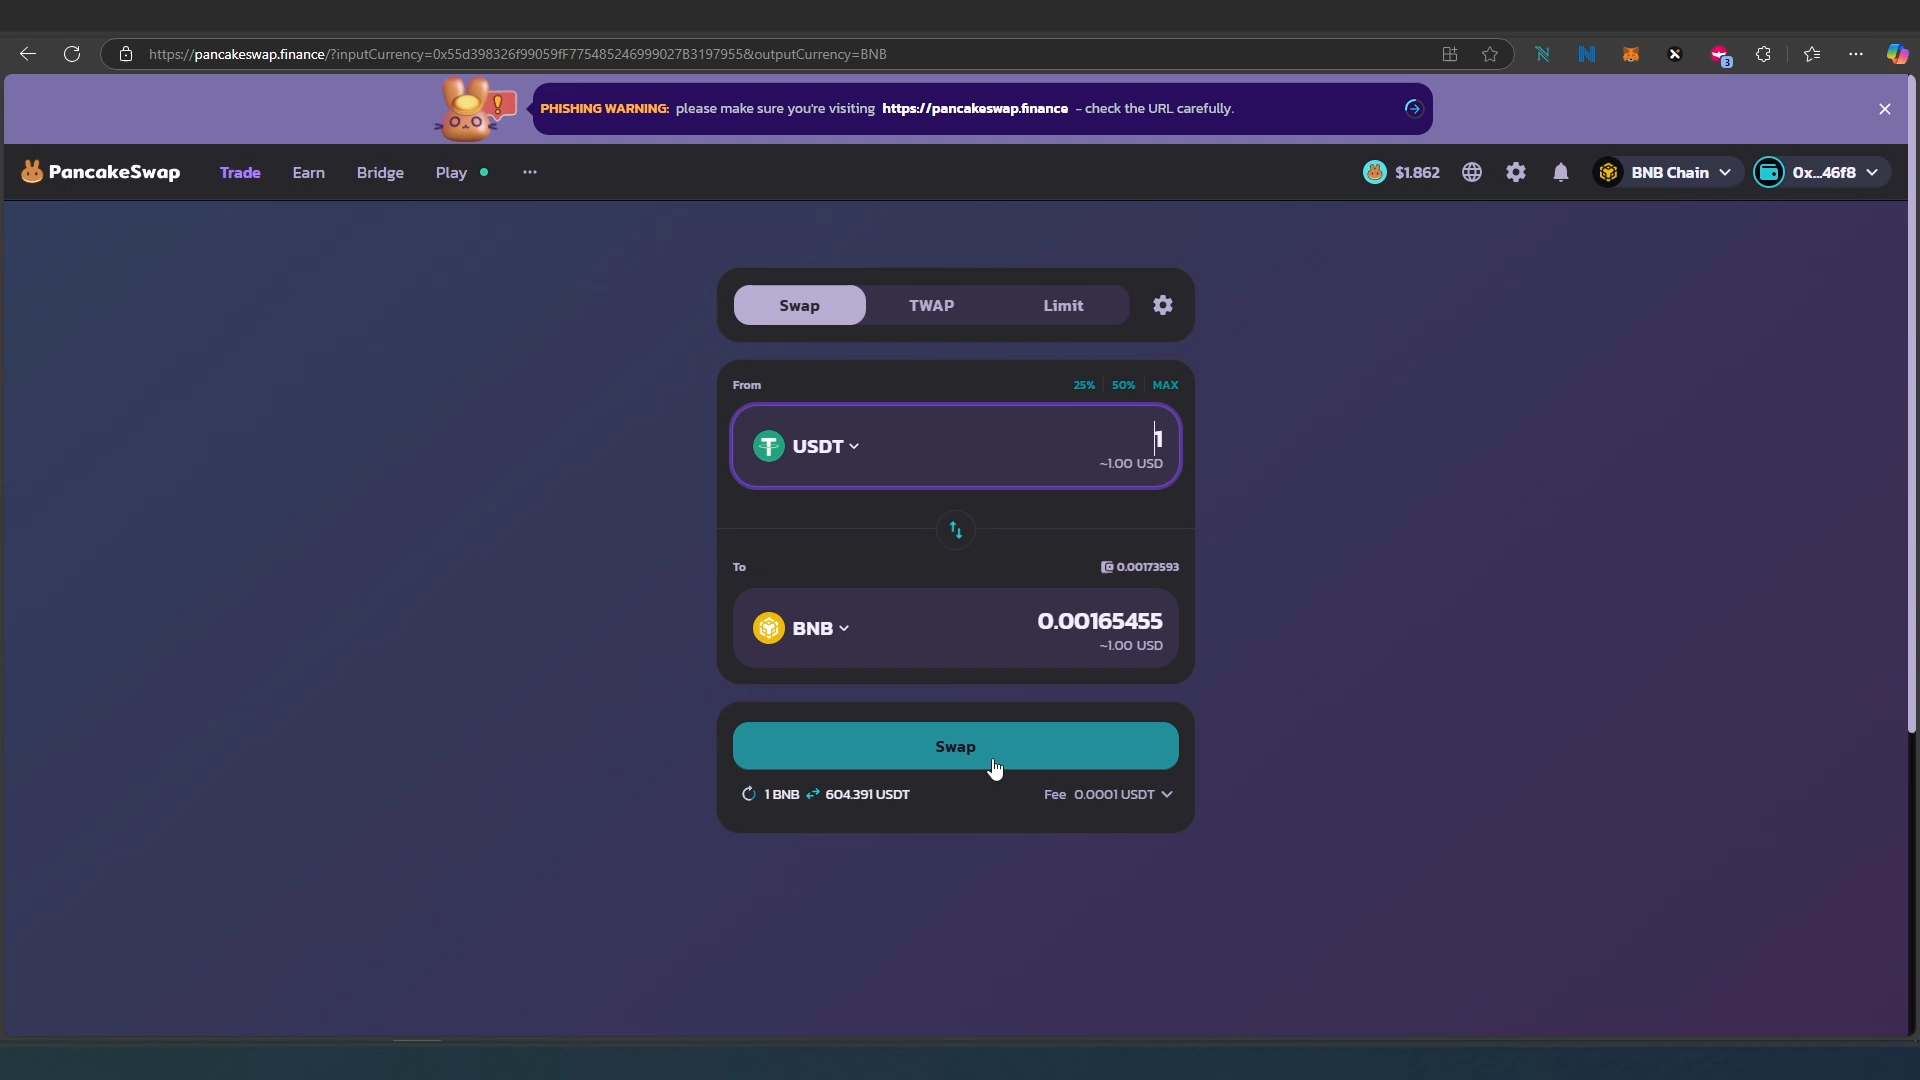 https://pancakeswap.finance/?inputCurrency=0x55d398326f99059fF775485246999027B3197955&outputCurrency=BNB
3
PHISHING WARNING: please make sure you're visiting https://pancakeswap.finance - check the URL carefully.
PancakeSwap Trade Earn Bridge Play $1.862 BNB Chain 0x...46f8
Swap TWAP Limit
From 25% 50% MAX
USDT 1
~1.00 USD
To 0.00173593
BNB 0.00165455
~1.00 USD
Swap
1 BNB 604.391 USDT Fee 0.0001 USDT